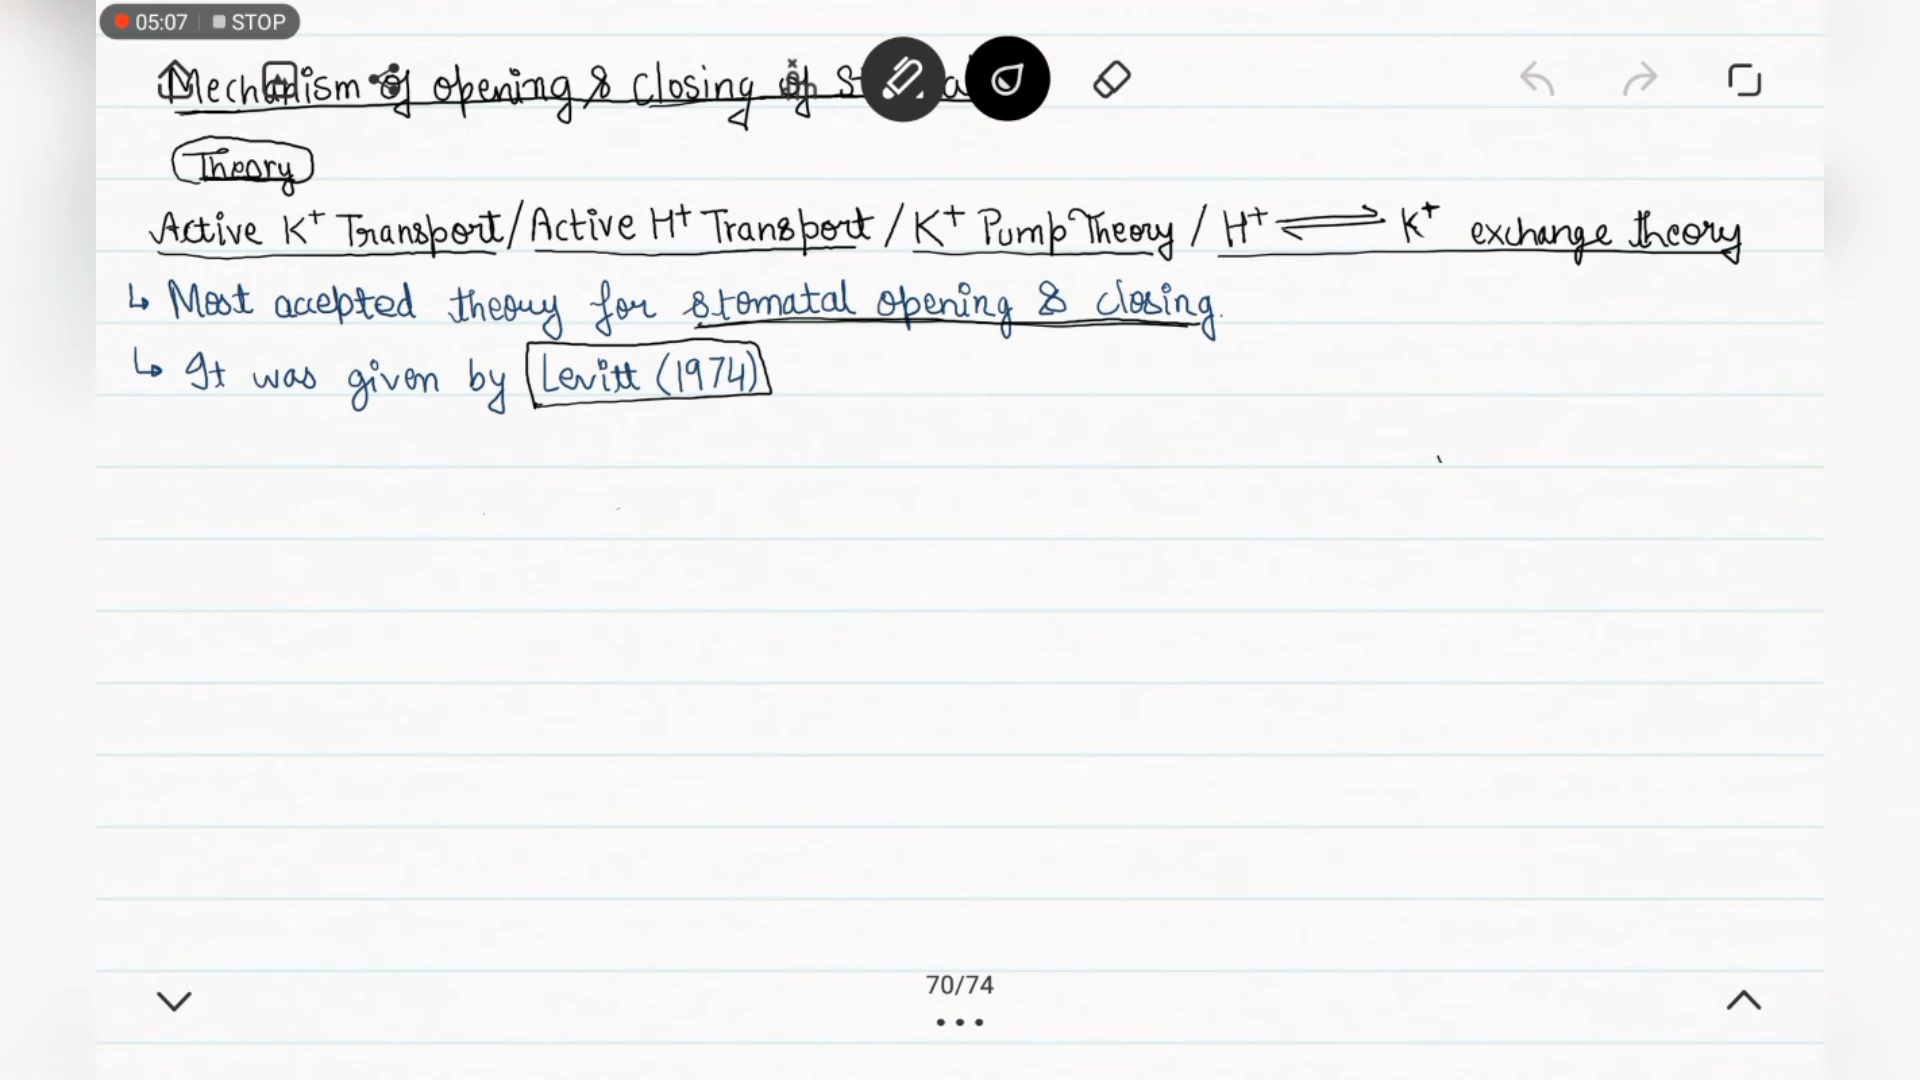 05:07 STOP
Mechanism of opening & closing of
Theory
Active K⁺ Transport/Active H⁺ Transport / K⁺ Pump Theory / H⁺ ⇌ K⁺ exchange theory
↳ Most accepted theory for stomatal opening & closing.
↳ It was given by Levitt (1974)
70/74